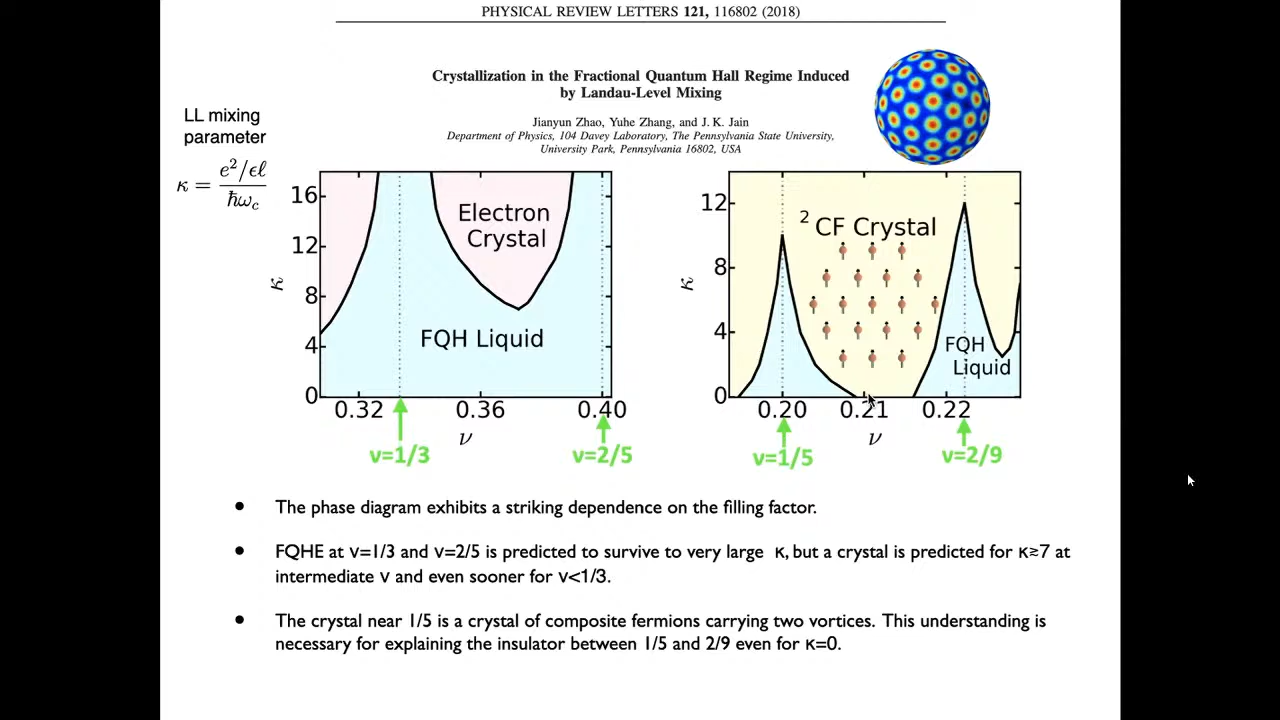 PHYSICAL REVIEW LETTERS 121, 116802 (2018)
Crystallization in the Fractional Quantum Hall Regime Induced
by Landau-Level Mixing
Jianyun Zhao, Yuhe Zhang, and J. K. Jain
Department of Physics, 104 Davey Laboratory, The Pennsylvania State University,
University Park, Pennsylvania 16802, USA
LL mixing
parameter
κ = e²/ϵℓ / ħω_c
16
12
8
4
0
κ
Electron
Crystal
FQH Liquid
0.32 0.36 0.40
ν
ν=1/3 ν=2/5
12
8
4
0
κ
² CF Crystal
FQH
Liquid
0.20 0.21 0.22
ν
ν=1/5 ν=2/9
• The phase diagram exhibits a striking dependence on the filling factor.
• FQHE at ν=1/3 and ν=2/5 is predicted to survive to very large κ, but a crystal is predicted for κ≳7 at
intermediate ν and even sooner for ν<1/3.
• The crystal near 1/5 is a crystal of composite fermions carrying two vortices. This understanding is
necessary for explaining the insulator between 1/5 and 2/9 even for κ=0.